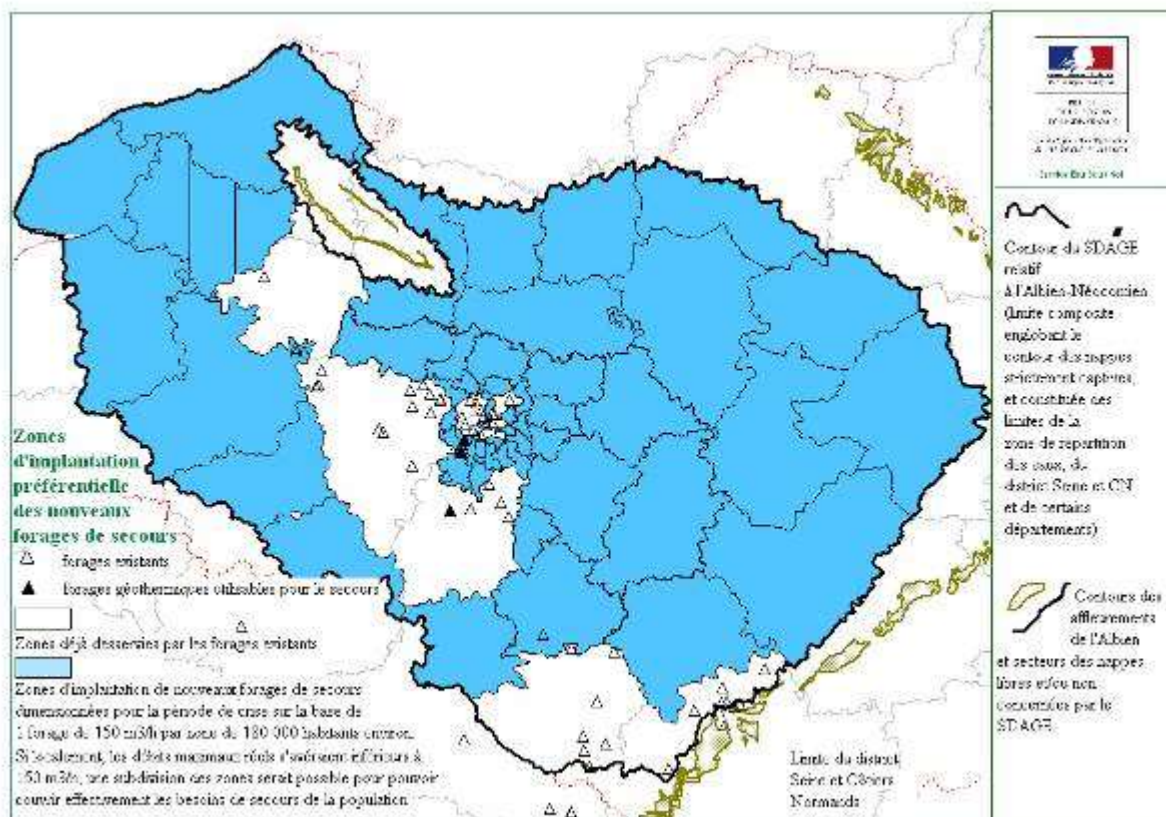 Zones
d'implantation
préférentielle
des nouveaux
forages de secours
forages existants
forages géothermiques utilisables pour le secours
Zones déjà desservies par les forages existants
Zones d'implantation de nouveaux forages de secours
dimensionnées pour la période de crise sur la base de
1 forage de 150 m3/h par zone de 180 000 habitants environ.
Si localement, les débits maximaux réels s'avéraient inférieurs à
150 m3/h, une subdivision des zones serait possible pour pouvoir
couvrir effectivement les besoins de secours de la population
Limite du district
Seine et Côtiers
Normands
Contour du SDAGE
relatif
à l'Albien-Néocomien
(limite composite
englobant le
contour des nappes
strictement captives,
et constituée des
limites de la
zone de répartition
des eaux, du
district Seine et CN
et de certains
départements)
Contours des
affleurements
de l'Albien
et secteurs des nappes
libres et/ou non
concernées par le
SDAGE